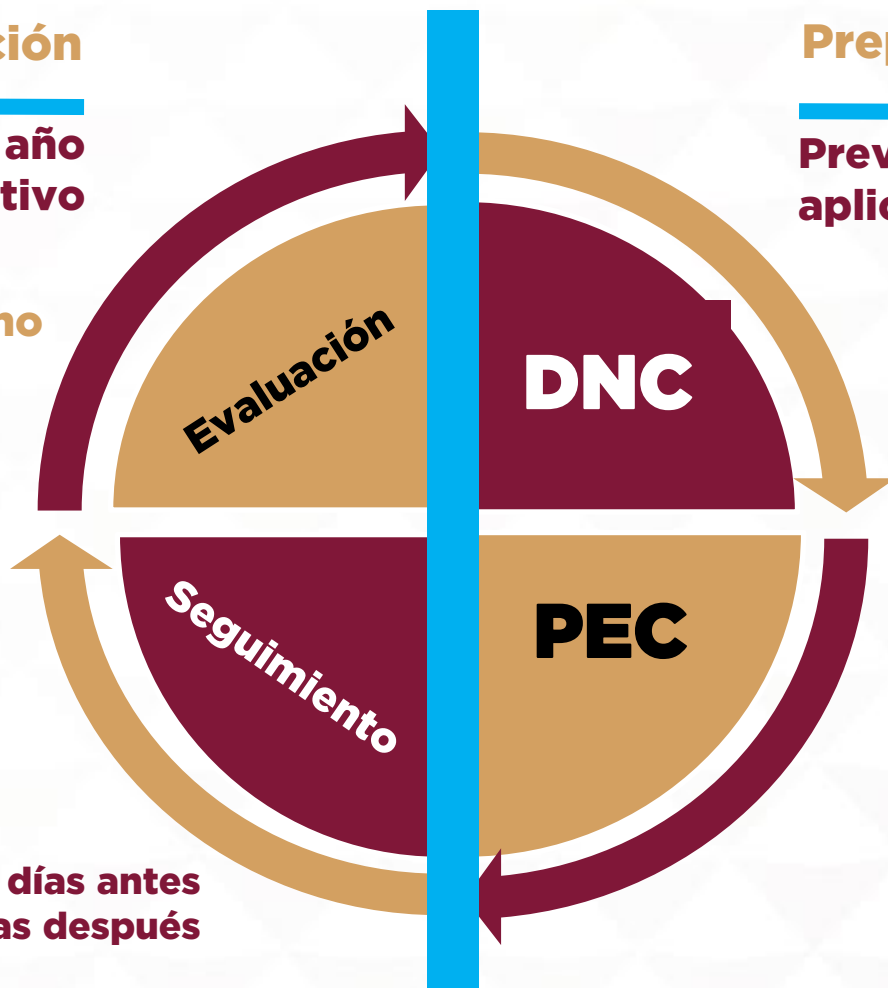 ción
año
tivo
no
Prep
Prev
aplic
Evaluación
DNC
Seguimiento
PEC
días antes
as después